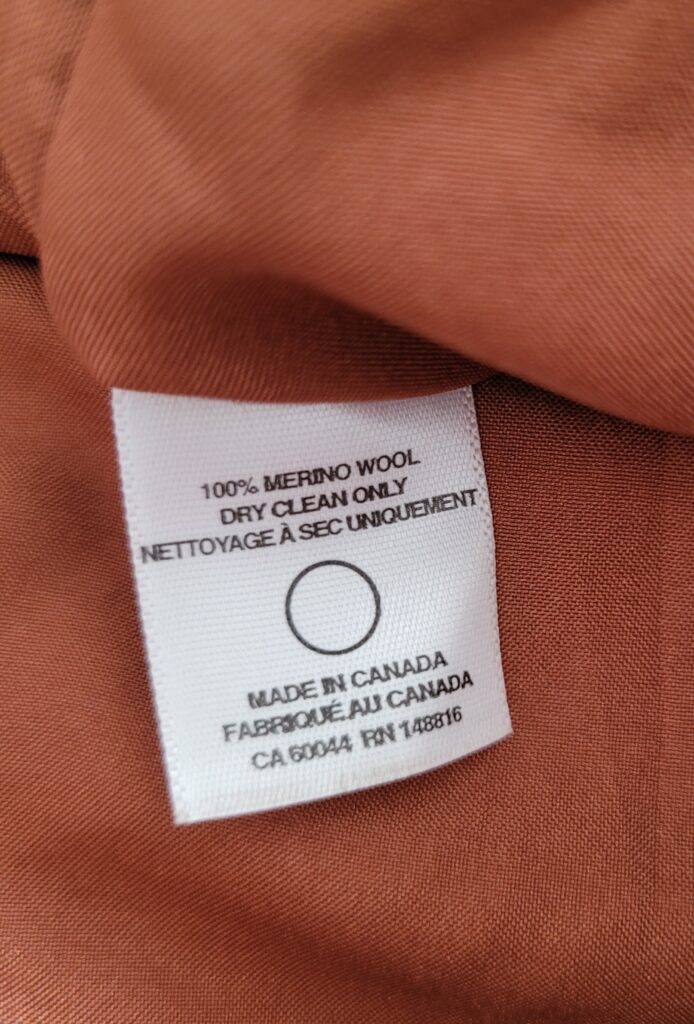 100% MERINO WOOL
DRY CLEAN ONLY
NETTOYAGE À SEC UNIQUEMENT
MADE IN CANADA
FABRIQUÉ AU CANADA
CA 60044 RN 148816